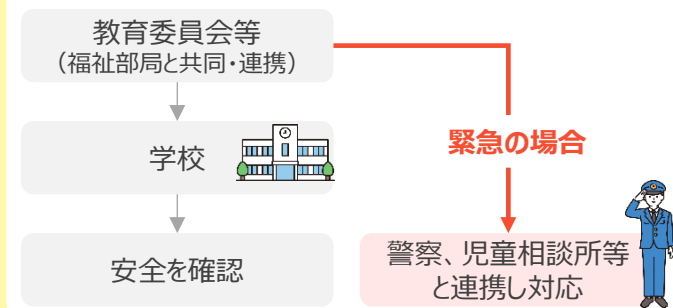 教育委員会等
(福祉部局と共同・連携)
学校
緊急の場合
安全を確認
警察、児童相談所等
と連携し対応